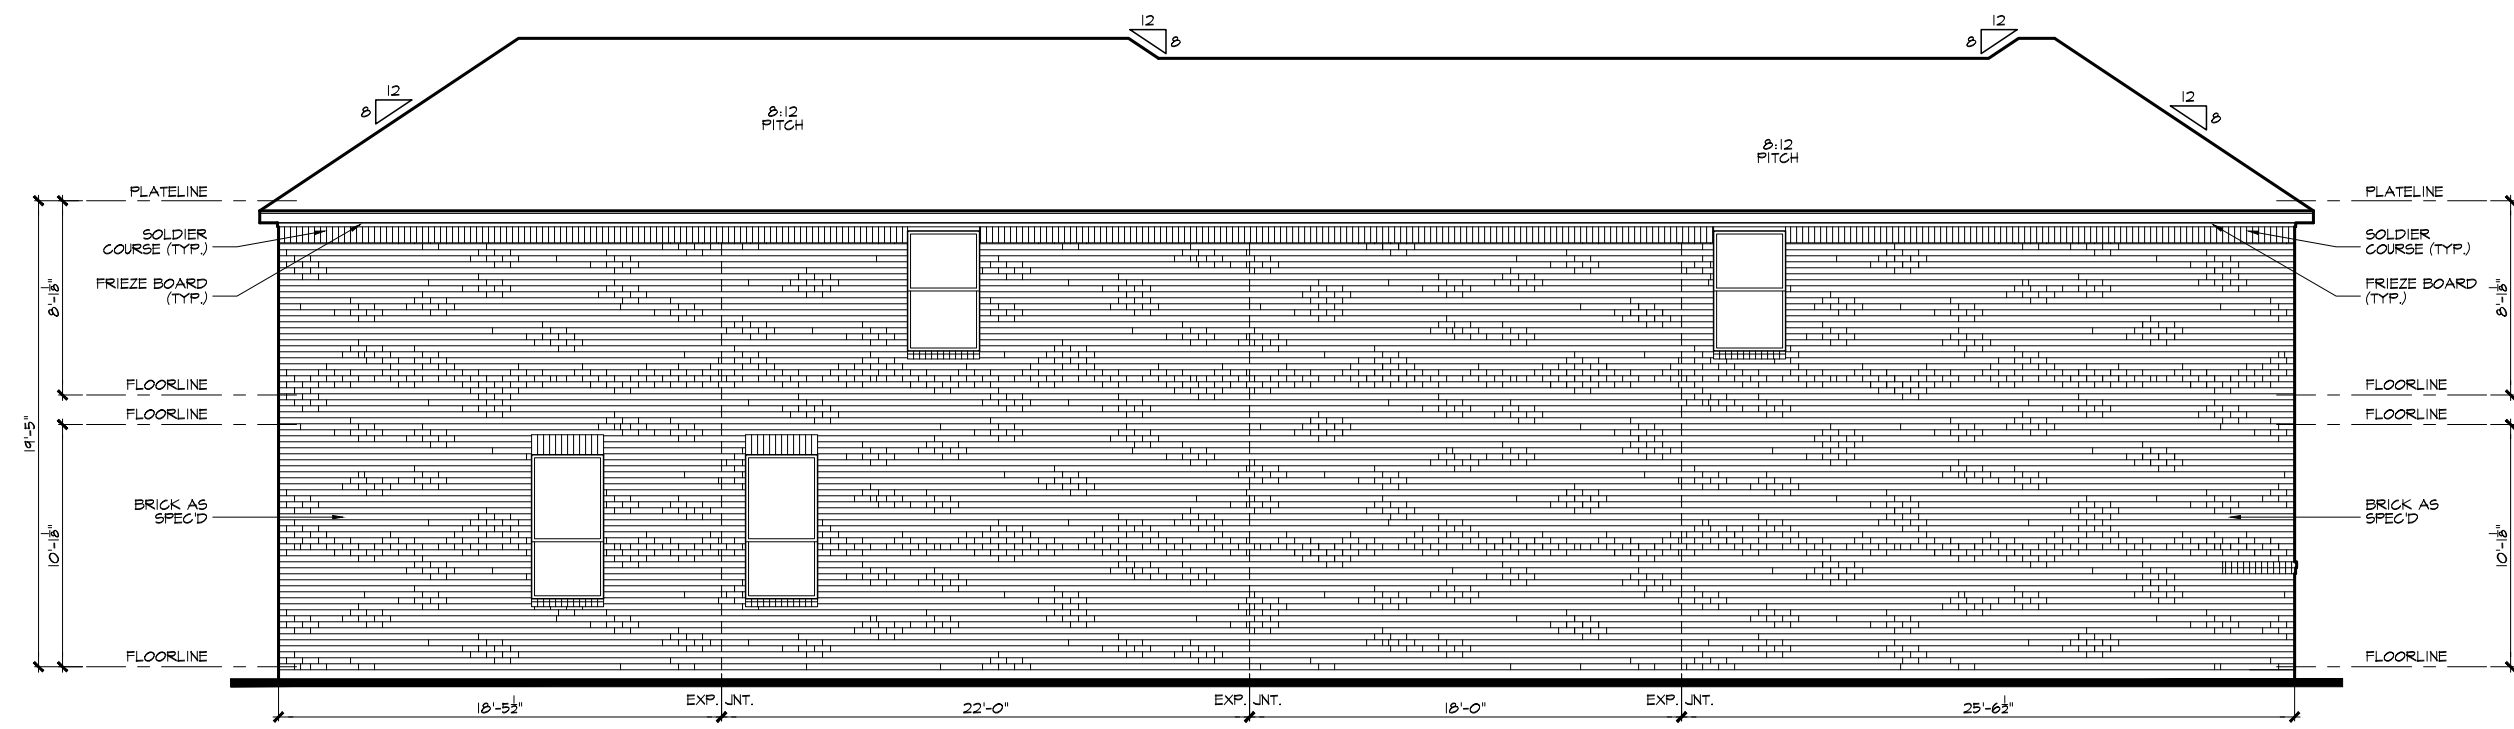 12
8
12
8
12
8
12
8
8:12
PITCH
8:12
PITCH
PLATELINE
SOLDIER
COURSE (TYP.)
FRIEZE BOARD
(TYP.)
FLOORLINE
FLOORLINE
BRICK AS
SPEC'D
FLOORLINE
19'-5"
8'-1⅛"
10'-1⅛"
PLATELINE
SOLDIER
COURSE (TYP.)
FRIEZE BOARD
(TYP.)
FLOORLINE
FLOORLINE
BRICK AS
SPEC'D
FLOORLINE
8'-1⅛"
10'-1⅛"
EXP. JNT.
EXP. JNT.
EXP. JNT.
18'-5½"
22'-0"
18'-0"
25'-6½"